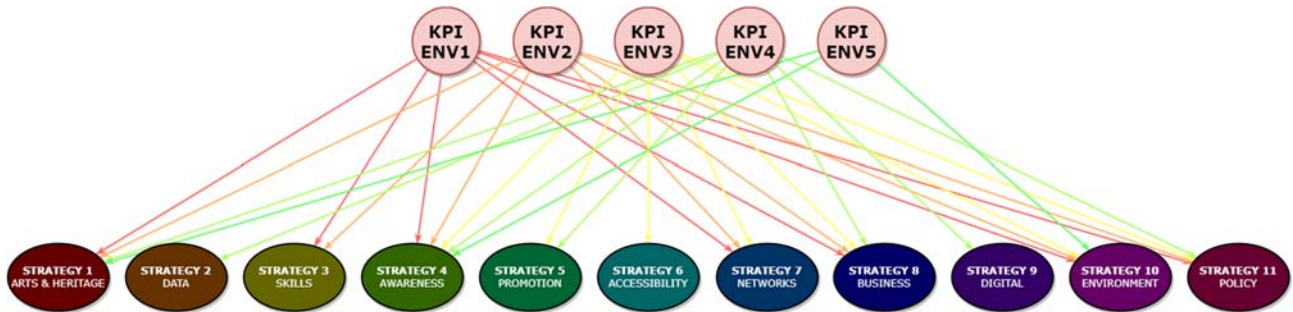 KPI
ENV1
KPI
ENV2
KPI
ENV3
KPI
ENV4
KPI
ENV5
STRATEGY 1
ARTS & HERITAGE
STRATEGY 2
DATA
STRATEGY 3
SKILLS
STRATEGY 4
AWARENESS
STRATEGY 5
PROMOTION
STRATEGY 6
ACCESSIBILITY
STRATEGY 7
NETWORKS
STRATEGY 8
BUSINESS
STRATEGY 9
DIGITAL
STRATEGY 10
ENVIRONMENT
STRATEGY 11
POLICY